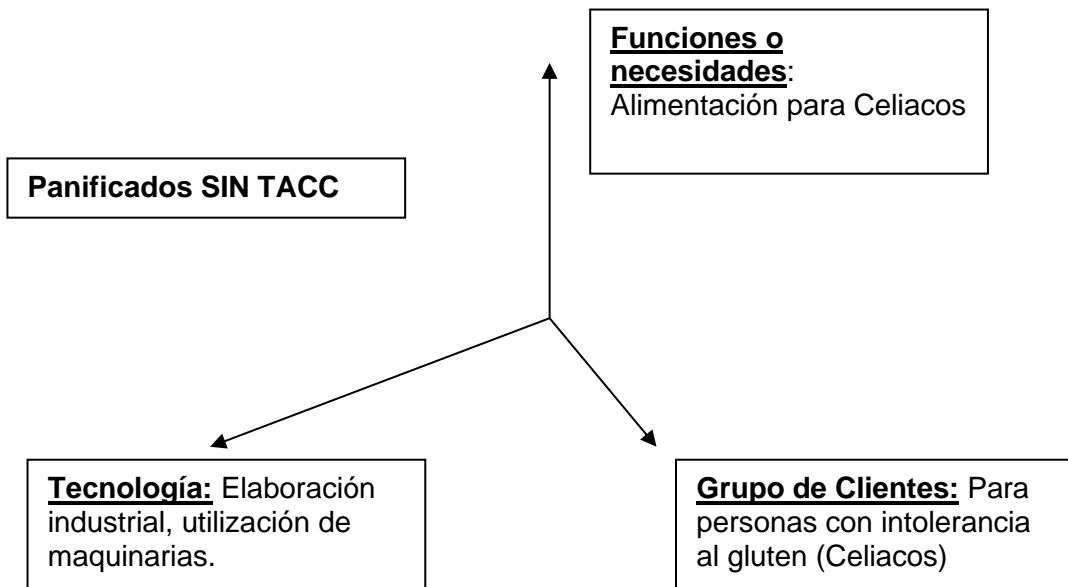 Funciones o
necesidades:
Alimentación para Celiacos
Panificados SIN TACC
Tecnología: Elaboración
industrial, utilización de
maquinarias.
Grupo de Clientes: Para
personas con intolerancia
al gluten (Celiacos)